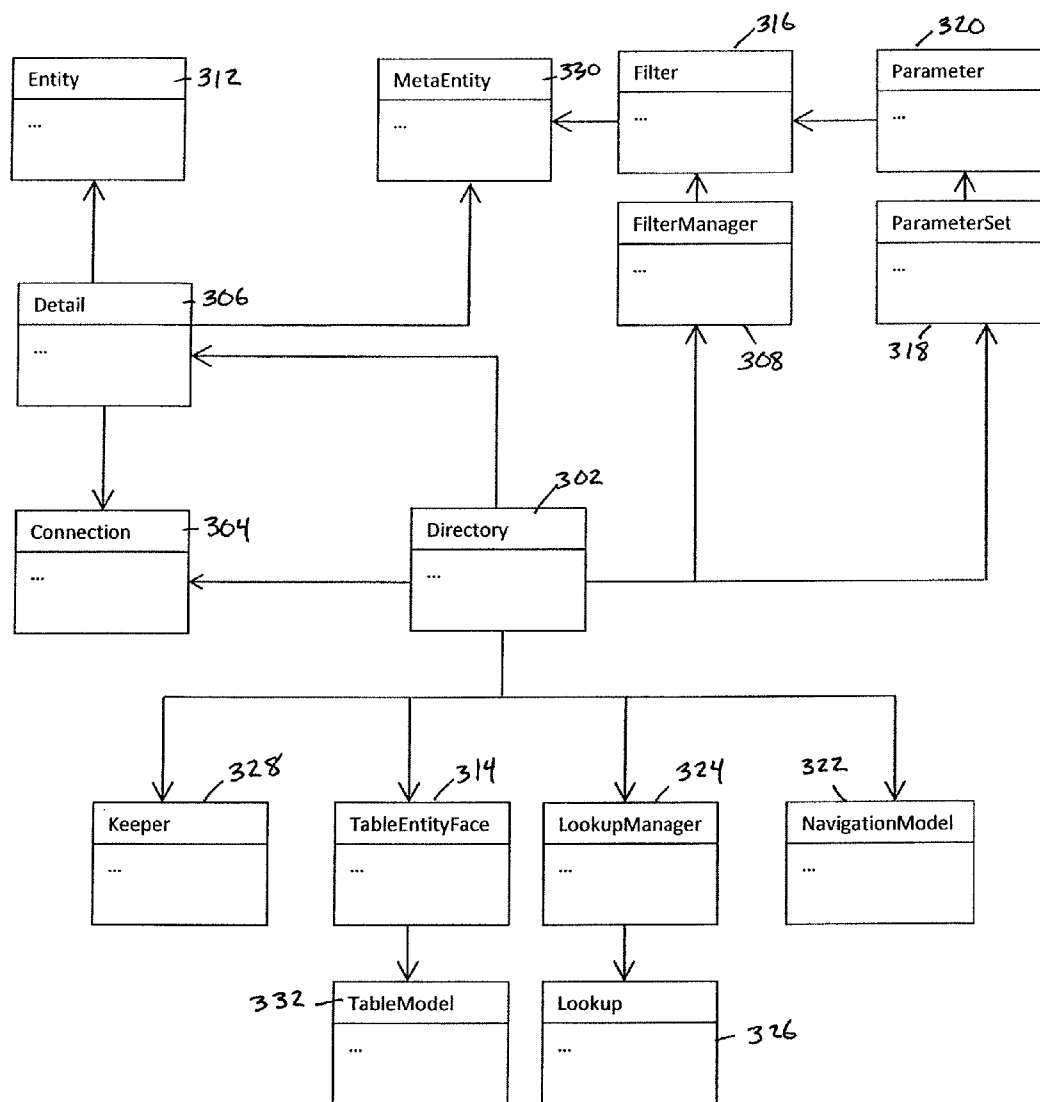 316
320
Entity
312
MetaEntity
330
Filter
Parameter
...
...
...
...
FilterManager
ParameterSet
...
...
Detail
306
...
308
318
302
Connection
304
Directory
...
...
328
314
324
322
Keeper
TableEntityFace
LookupManager
NavigationModel
...
...
...
...
332
TableModel
Lookup
...
...
326